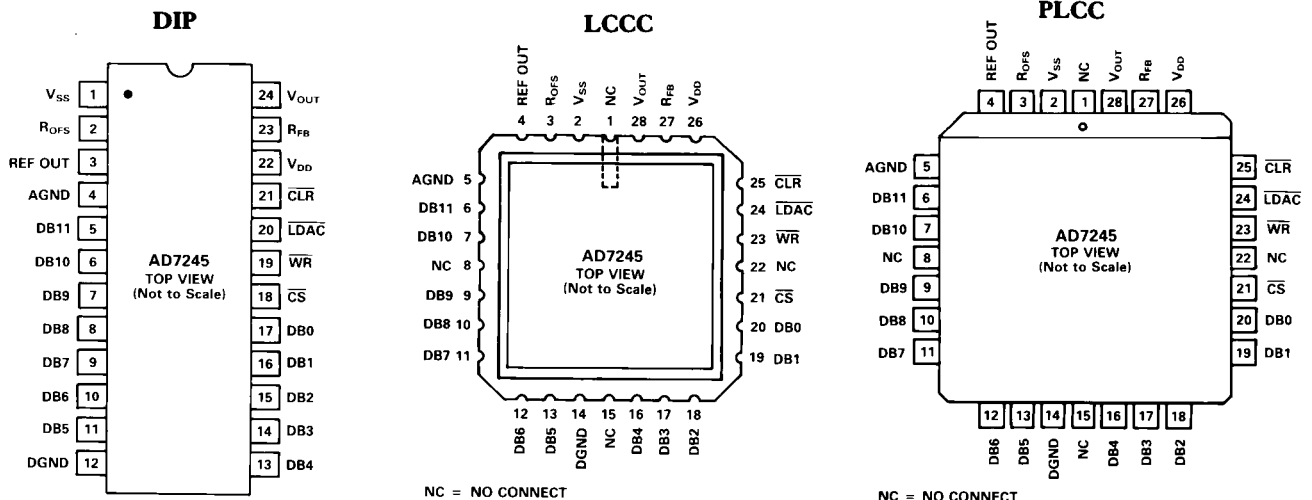 DIP
VSS 1
ROFS 2
REF OUT 3
AGND 4
DB11 5
DB10 6
DB9 7
DB8 8
DB7 9
DB6 10
DB5 11
DGND 12
AD7245
TOP VIEW
(Not to Scale)
24 VOUT
23 RFB
22 VDD
21 CLR
20 LDAC
19 WR
18 CS
17 DB0
16 DB1
15 DB2
14 DB3
13 DB4
LCCC
REF OUT ROFS VSS NC VOUT RFB VDD
4 3 2 1 28 27 26
AGND 5
DB11 6
DB10 7
NC 8
DB9 9
DB8 10
DB7 11
AD7245
TOP VIEW
(Not to Scale)
25 CLR
24 LDAC
23 WR
22 NC
21 CS
20 DB0
19 DB1
12 13 14 15 16 17 18
DB6 DB5 DGND NC DB4 DB3 DB2
NC = NO CONNECT
PLCC
REF OUT ROFS VSS NC VOUT RFB VDD
4 3 2 1 28 27 26
AGND 5
DB11 6
DB10 7
NC 8
DB9 9
DB8 10
DB7 11
AD7245
TOP VIEW
(Not to Scale)
25 CLR
24 LDAC
23 WR
22 NC
21 CS
20 DB0
19 DB1
12 13 14 15 16 17 18
DB6 DB5 DGND NC DB4 DB3 DB2
NC = NO CONNECT